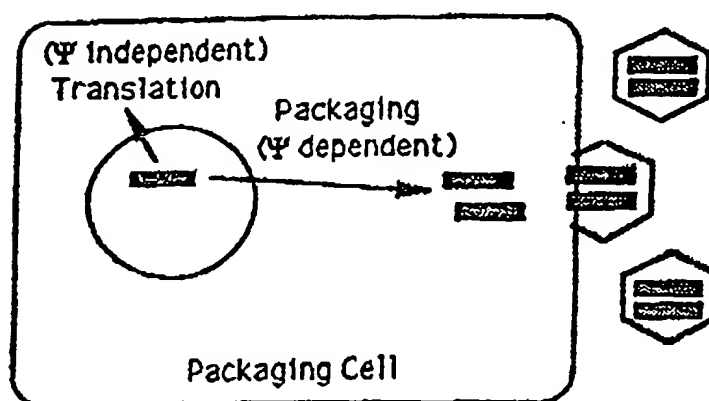 (Ψ independent)
Translation
Packaging
(Ψ dependent)
Packaging Cell